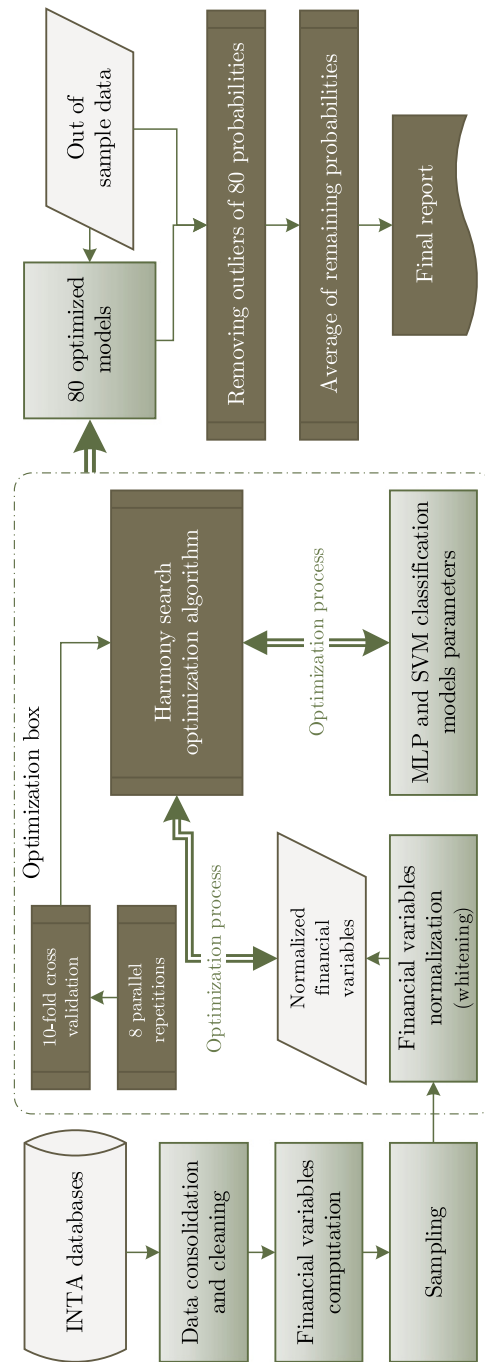 INTA databases
Data consolidation
and cleaning
Financial variables
computation
Sampling
Optimization box
10-fold cross
validation
8 parallel
repetitions
Optimization process
Normalized
financial
variables
Financial variables
normalization
(whitening)
Harmony search
optimization algorithm
Optimization process
MLP and SVM classification
models parameters
80 optimized
models
Out of
sample data
Removing outliers of 80 probabilities
Average of remaining probabilities
Final report